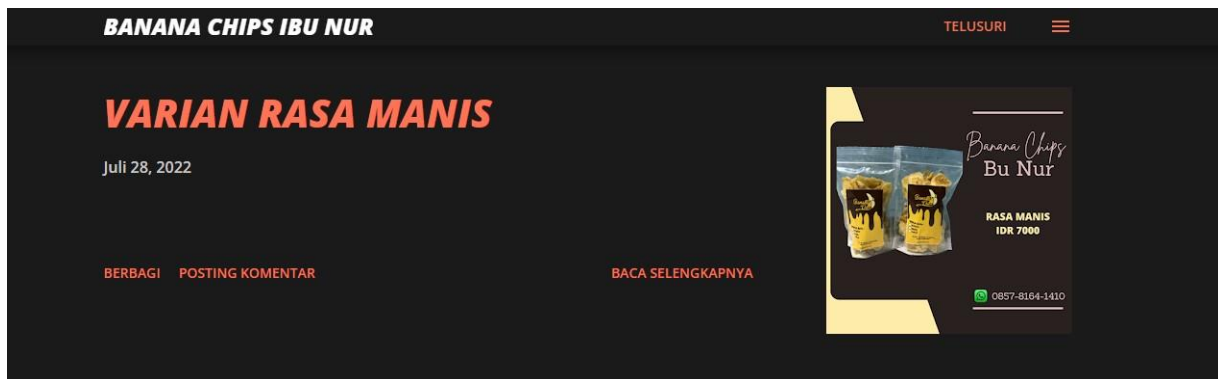 BANANA CHIPS IBU NUR
TELUSURI
VARIAN RASA MANIS
Juli 28, 2022
BERBAGI POSTING KOMENTAR
BACA SELENGKAPNYA
Banana Chips
Bu Nur
RASA MANIS
IDR 7000
0857-8164-1410